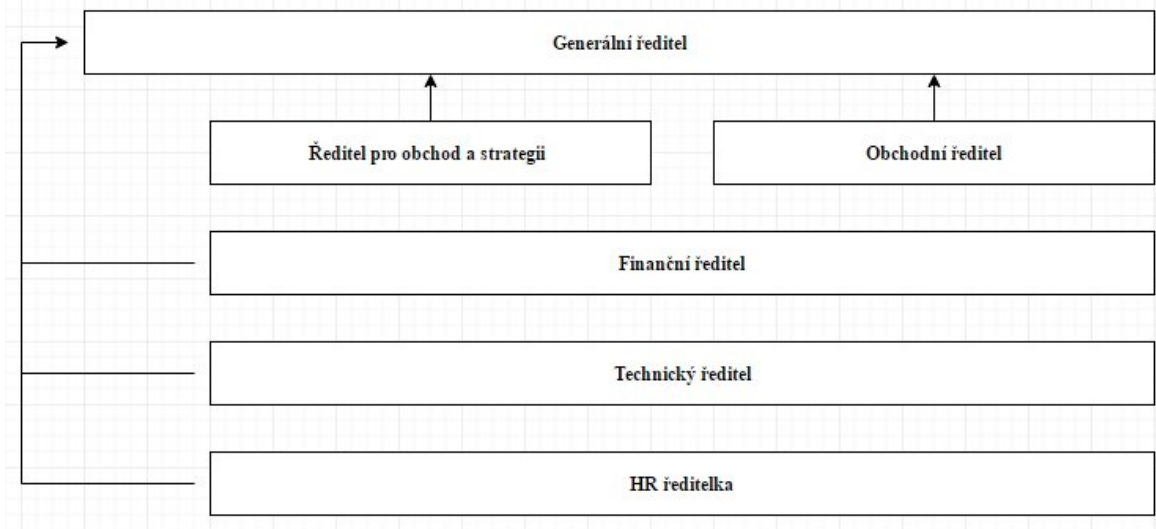 Generální ředitel
Ředitel pro obchod a strategii
Obchodní ředitel
Finanční ředitel
Technický ředitel
HR ředitelka